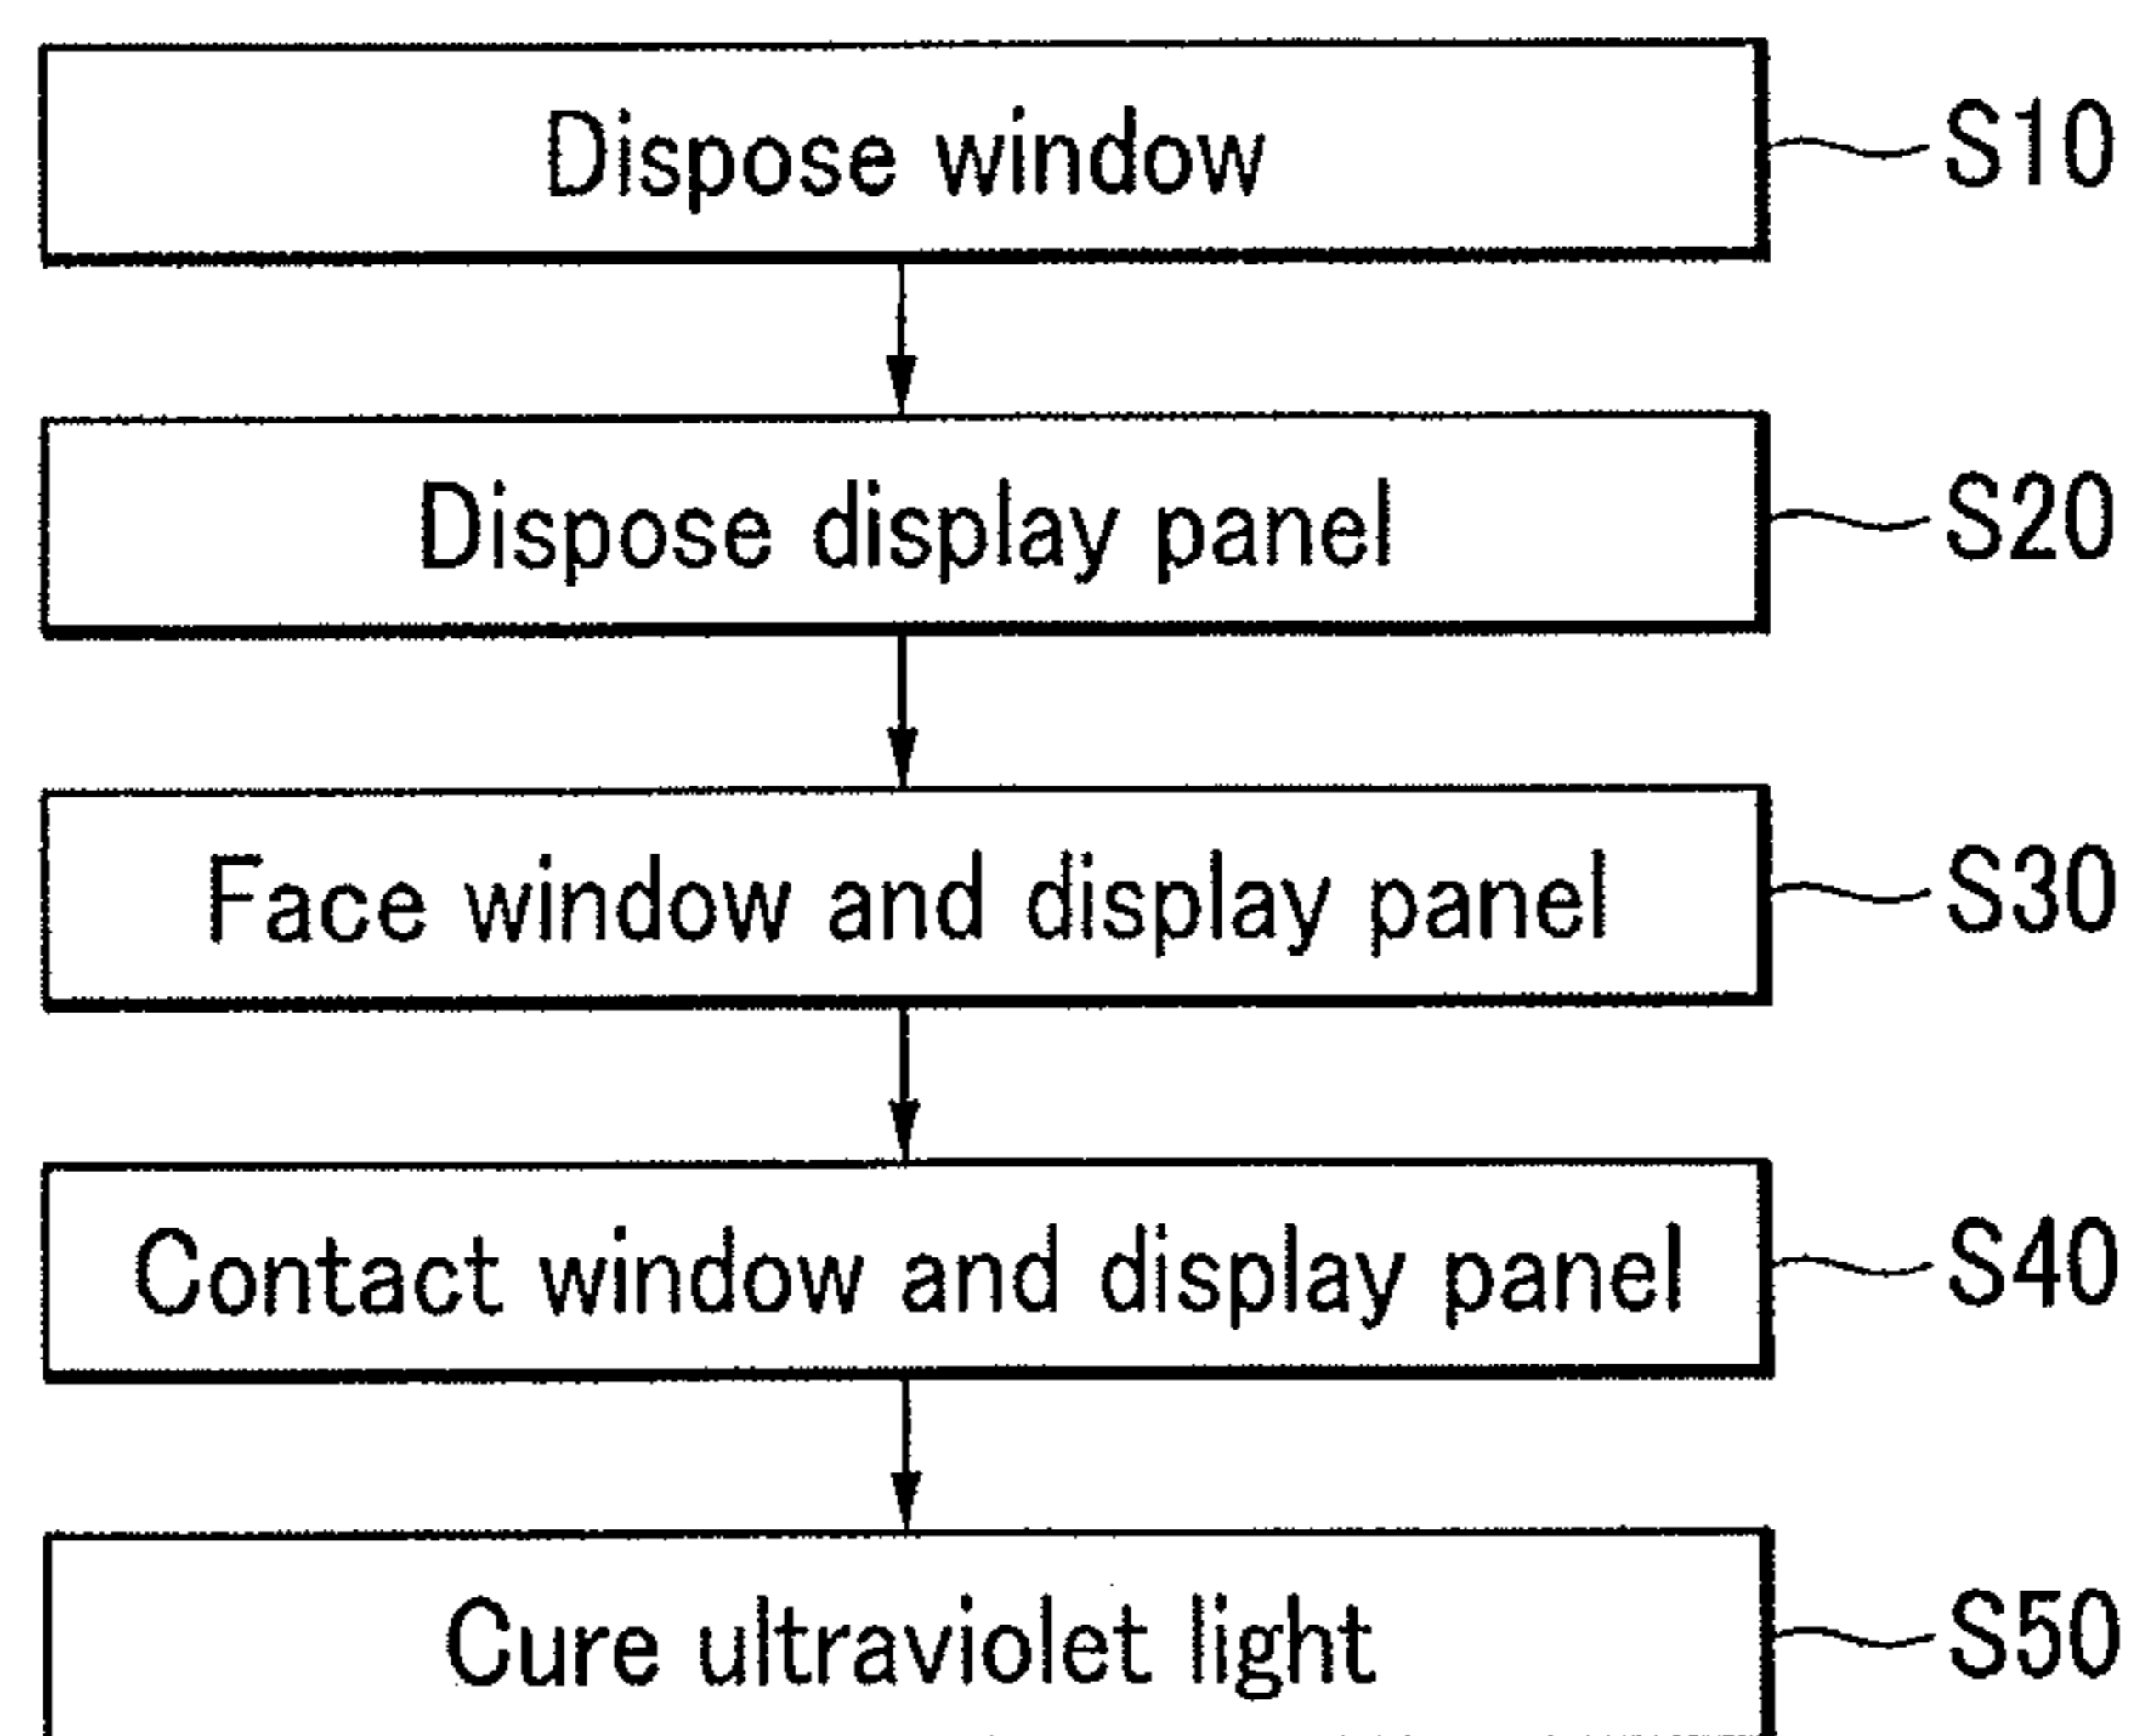 Dispose window
S10
Dispose display panel
S20
Face window and display panel
S30
Contact window and display panel
S40
Cure ultraviolet light
S50